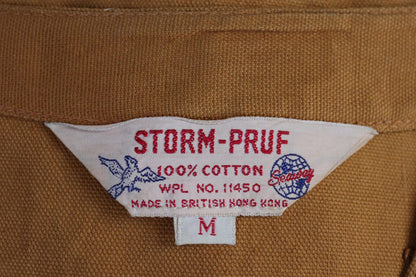 STORM-PRUF
100% COTTON
Seaway
WPL NO. 11450
MADE IN BRITISH HONG KONG
M